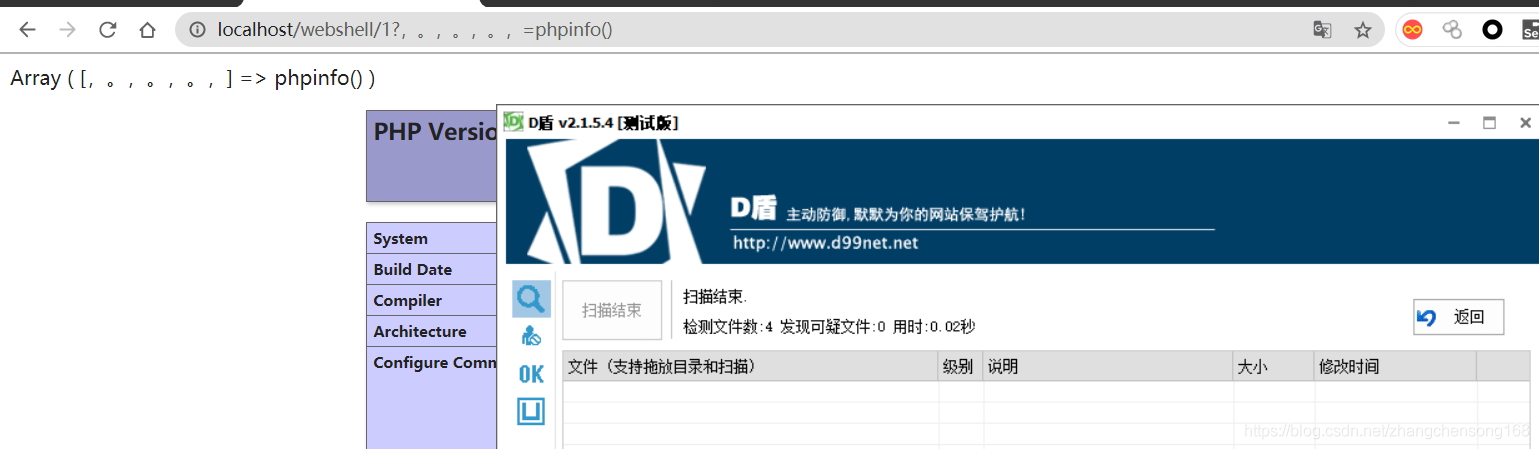 localhost/webshell/1?，。，。，。，=phpinfo()
Array ( [，。，。，。，] => phpinfo() )
PHP Versio
System
Build Date
Compiler
Architecture
Configure Comm
D盾 v2.1.5.4 [测试版]
D
D盾 主动防御,默默为你的网站保驾护航!
http://www.d99net.net
扫描结束
扫描结束.
检测文件数:4 发现可疑文件:0 用时:0.02秒
返回
OK
文件（支持拖放目录和扫描） 级别 说明 大小 修改时间
https://blog.csdn.net/zhangchensong168
Se